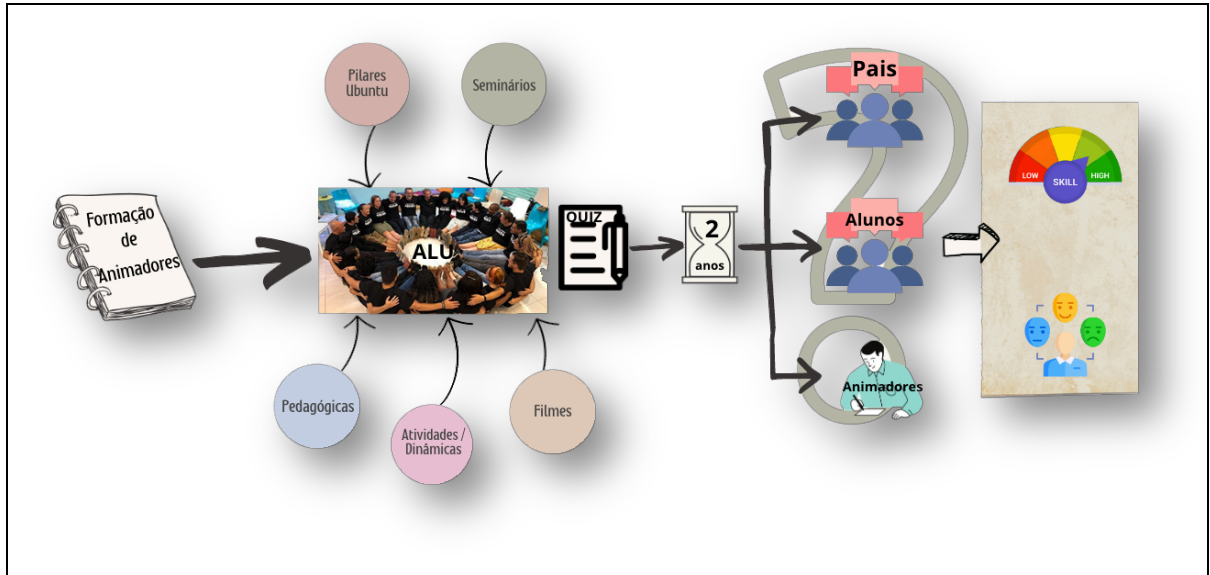 Formação
de
Animadores
Pilares
Ubuntu
Seminários
ALU
Pedagógicas
Atividades /
Dinâmicas
Filmes
QUIZ
2
anos
Pais
Alunos
Animadores
LOW
HIGH
SKILL